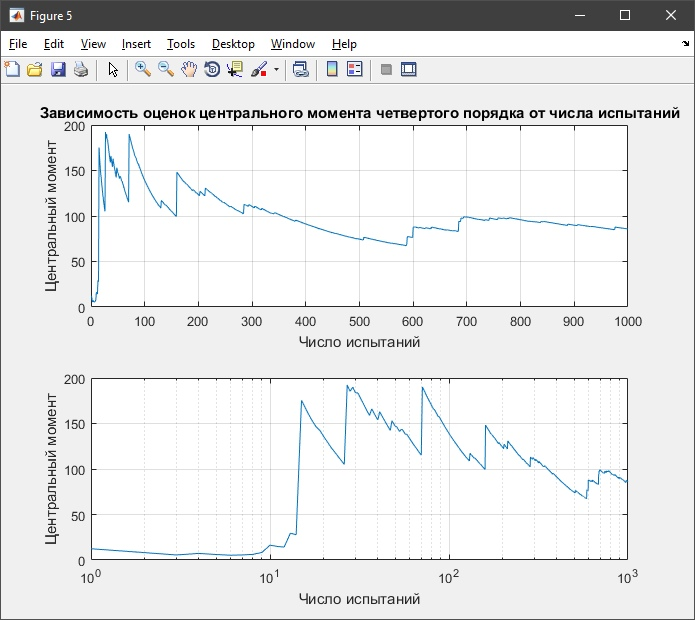 Figure 5
File Edit View Insert Tools Desktop Window Help
Зависимость оценок центрального момента четвертого порядка от числа испытаний
200
150
100
50
0
Центральный момент
0 100 200 300 400 500 600 700 800 900 1000
Число испытаний
200
150
100
50
0
Центральный момент
10^0 10^1 10^2 10^3
Число испытаний